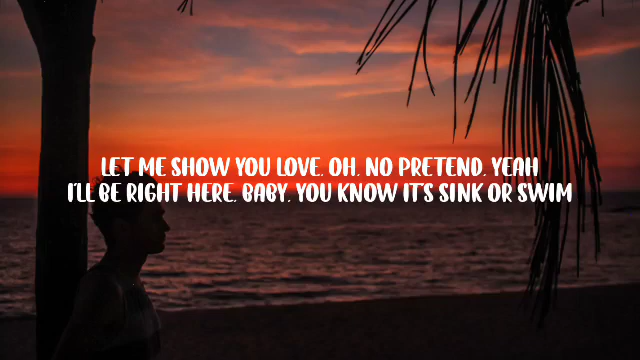 LET ME SHOW YOU LOVE, OH, NO PRETEND, YEAH
I'LL BE RIGHT HERE, BABY, YOU KNOW IT'S SINK OR SWIM